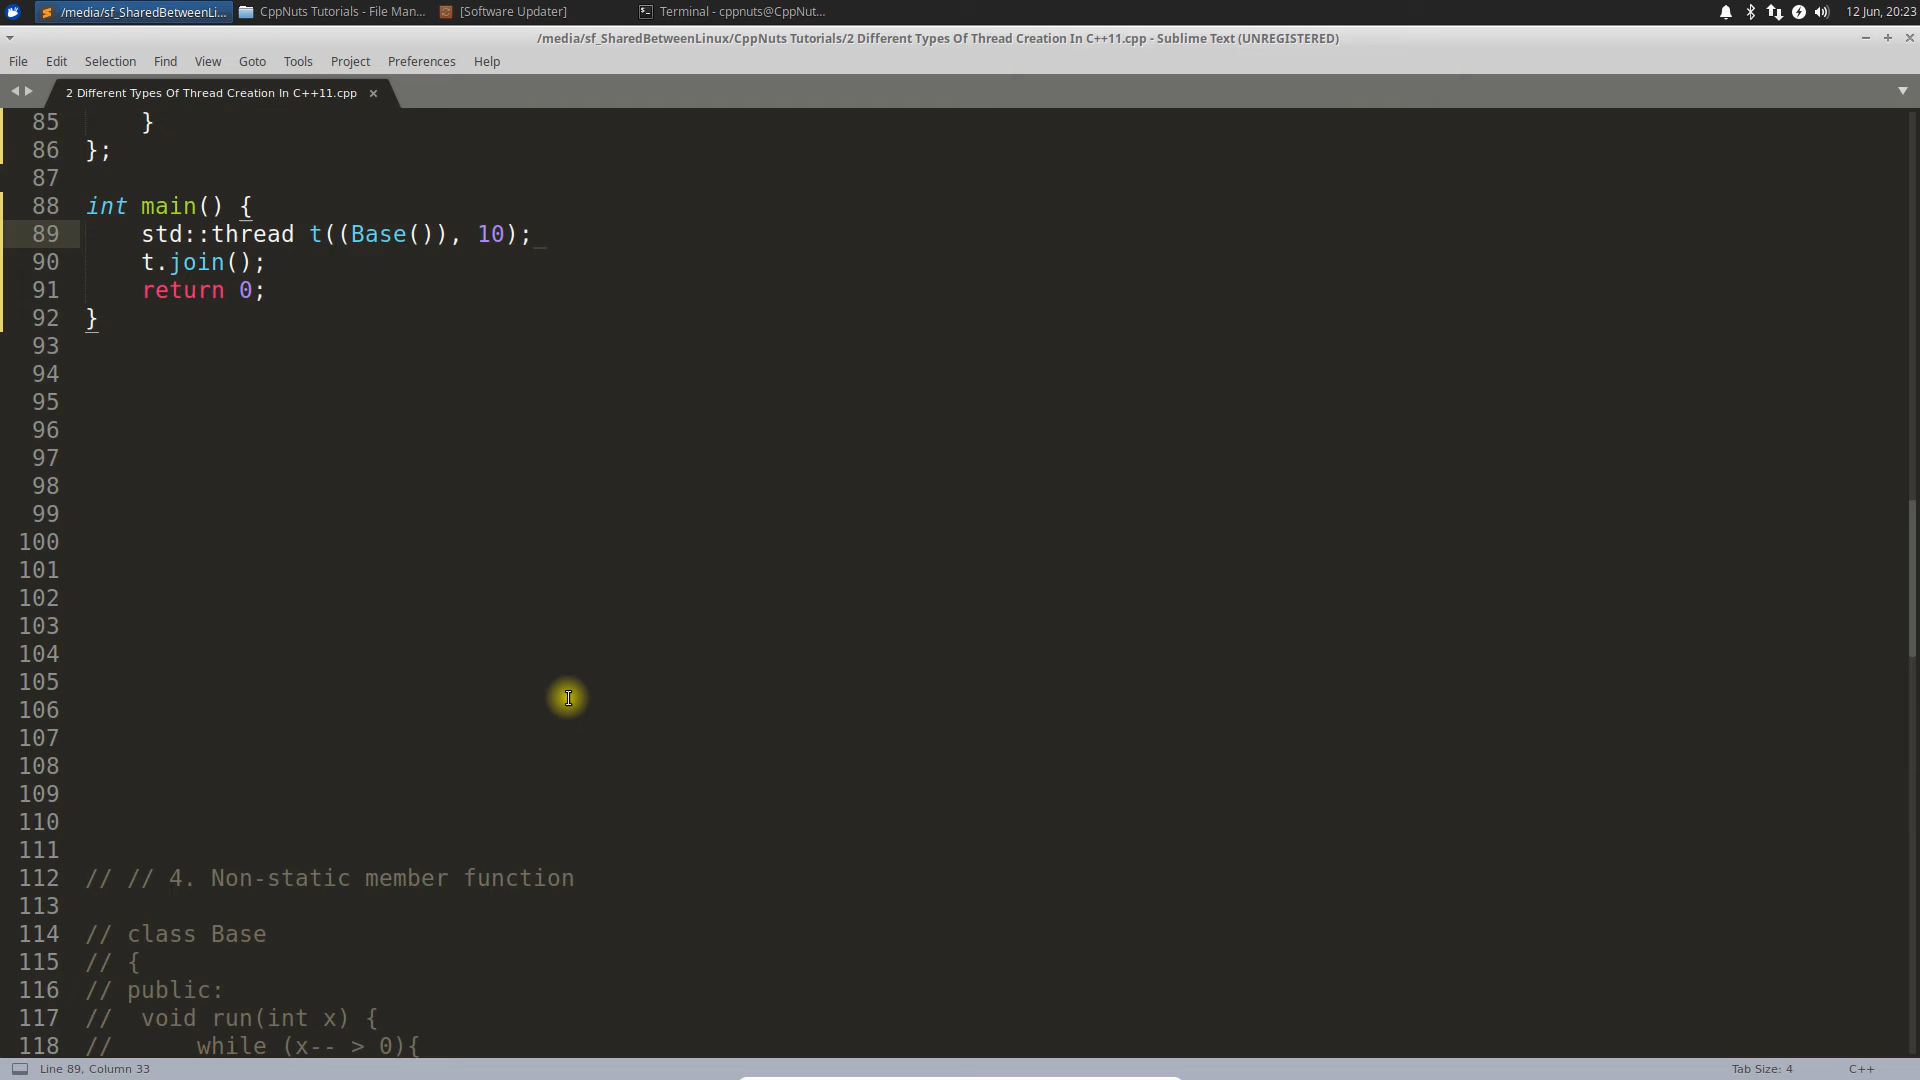 /media/sf_SharedBetweenLi... CppNuts Tutorials - File Man... [Software Updater] Terminal - cppnuts@CppNut... 12 Jun, 20:23
/media/sf_SharedBetweenLinux/CppNuts Tutorials/2 Different Types Of Thread Creation In C++11.cpp - Sublime Text (UNREGISTERED)
File Edit Selection Find View Goto Tools Project Preferences Help
2 Different Types Of Thread Creation In C++11.cpp
85 }
86 };
87
88 int main() {
89 std::thread t((Base()), 10);
90 t.join();
91 return 0;
92 }
93
94
95
96
97
98
99
100
101
102
103
104
105
106
107
108
109
110
111
112 // // 4. Non-static member function
113
114 // class Base
115 // {
116 // public:
117 // void run(int x) {
118 // while (x-- > 0){
Line 89, Column 33 Tab Size: 4 C++